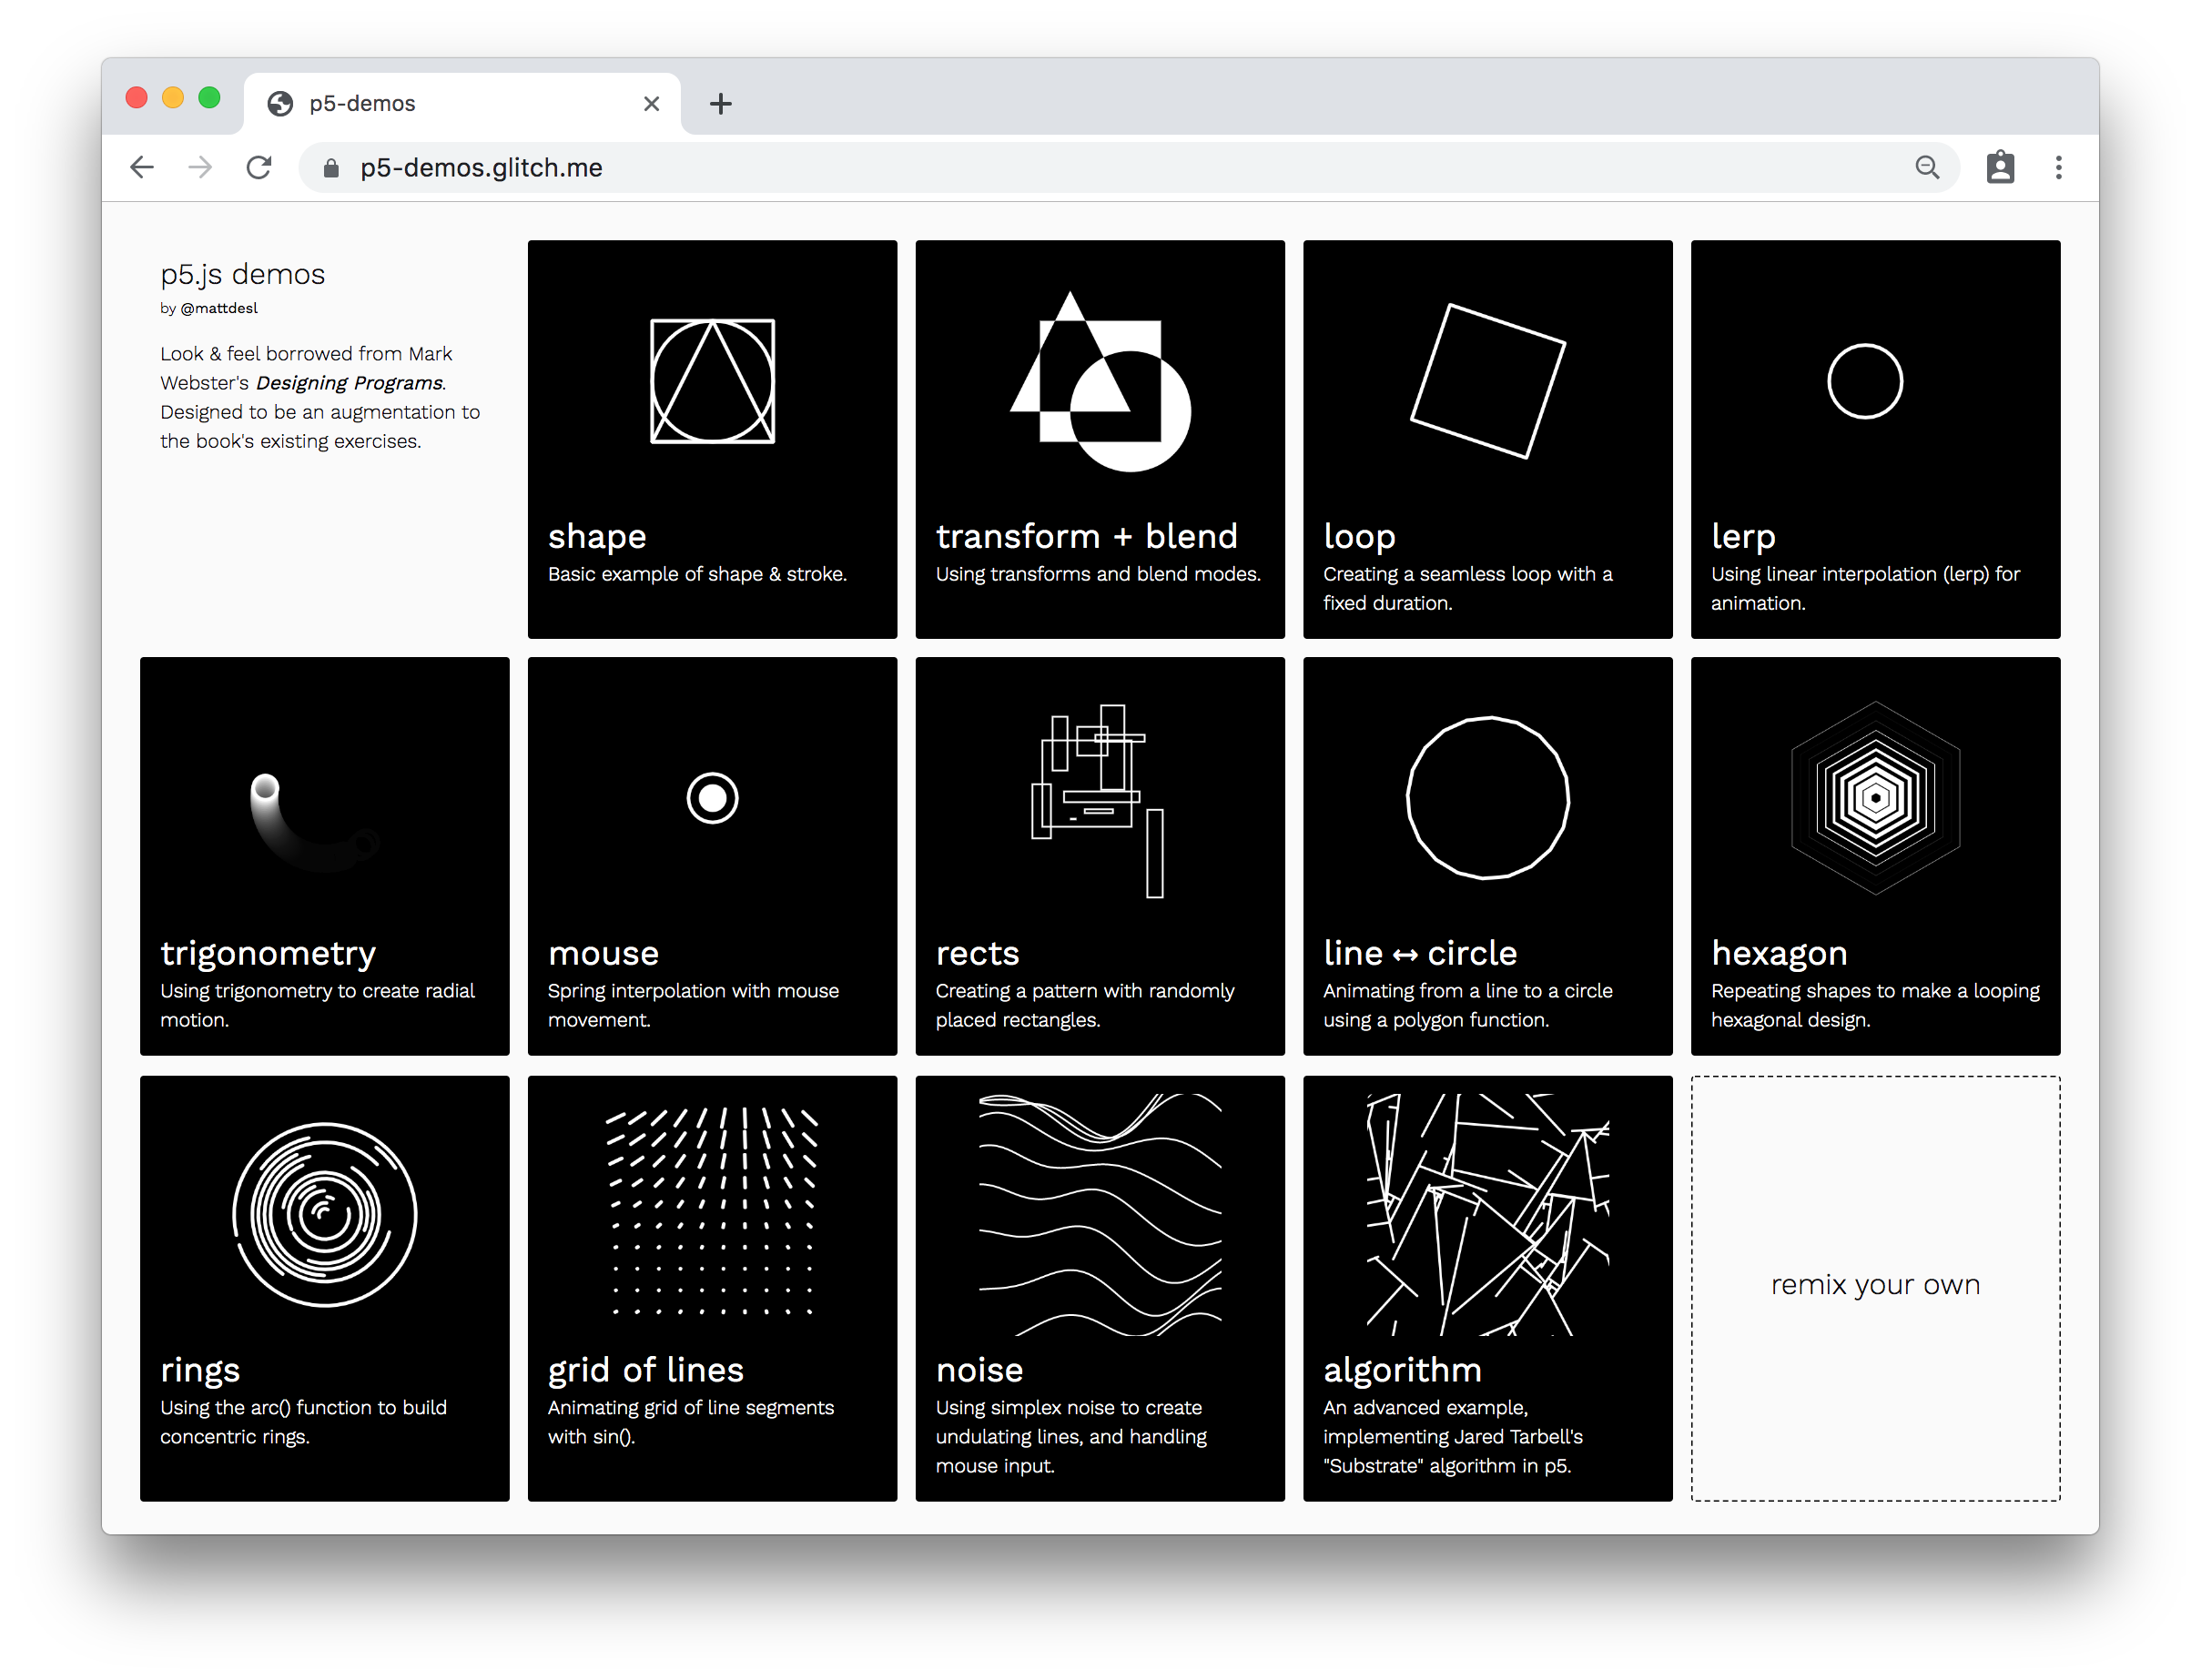 p5-demos
p5-demos.glitch.me
p5.js demos
by @mattdesl
Look & feel borrowed from Mark
Webster's Designing Programs.
Designed to be an augmentation to
the book's existing exercises.
shape
Basic example of shape & stroke.
transform + blend
Using transforms and blend modes.
loop
Creating a seamless loop with a
fixed duration.
lerp
Using linear interpolation (lerp) for
animation.
trigonometry
Using trigonometry to create radial
motion.
mouse
Spring interpolation with mouse
movement.
rects
Creating a pattern with randomly
placed rectangles.
line ↔ circle
Animating from a line to a circle
using a polygon function.
hexagon
Repeating shapes to make a looping
hexagonal design.
rings
Using the arc() function to build
concentric rings.
grid of lines
Animating grid of line segments
with sin().
noise
Using simplex noise to create
undulating lines, and handling
mouse input.
algorithm
An advanced example,
implementing Jared Tarbell's
"Substrate" algorithm in p5.
remix your own